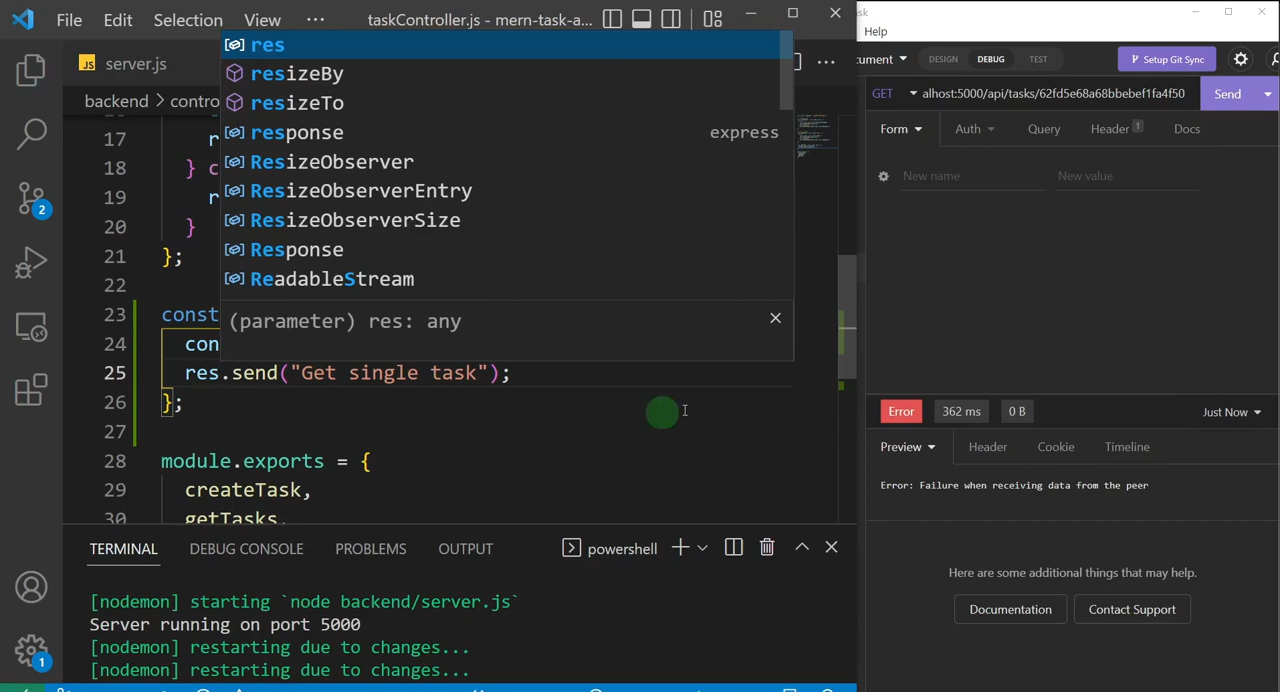 File Edit Selection View ··· taskController.js - mern-task-a...
JS server.js
backend > contro
res
resizeBy
resizeTo
response express
ResizeObserver
ResizeObserverEntry
ResizeObserverSize
Response
ReadableStream
(parameter) res: any
17 r
18 } c
19 r
20 }
21 };
22
23 const
24 con
25 res.send("Get single task");
26 };
27
28 module.exports = {
29 createTask,
30 getTasks,
2
1
TERMINAL DEBUG CONSOLE PROBLEMS OUTPUT powershell
[nodemon] starting `node backend/server.js`
Server running on port 5000
[nodemon] restarting due to changes...
[nodemon] restarting due to changes...
sk
Help
cument DESIGN DEBUG TEST Setup Git Sync
GET alhost:5000/api/tasks/62fd5e68a68bbebef1fa4f50 Send
Form Auth Query Header 1 Docs
New name New value
Error 362 ms 0 B Just Now
Preview Header Cookie Timeline
Error: Failure when receiving data from the peer
Here are some additional things that may help.
Documentation Contact Support